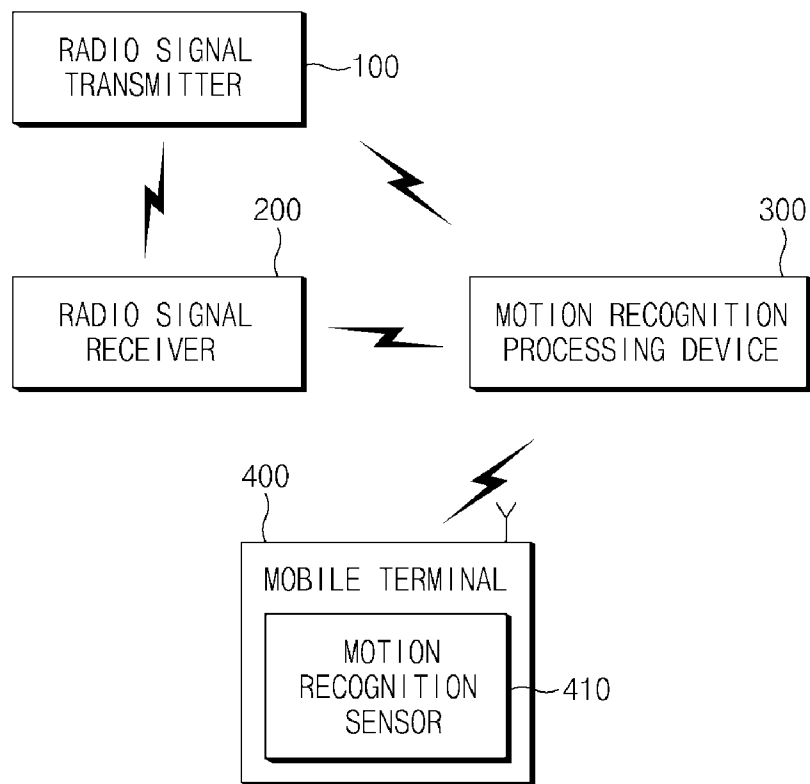 RADIO SIGNAL
TRANSMITTER
100
200
300
RADIO SIGNAL
RECEIVER
MOTION RECOGNITION
PROCESSING DEVICE
400
MOBILE TERMINAL
MOTION
RECOGNITION
SENSOR
410